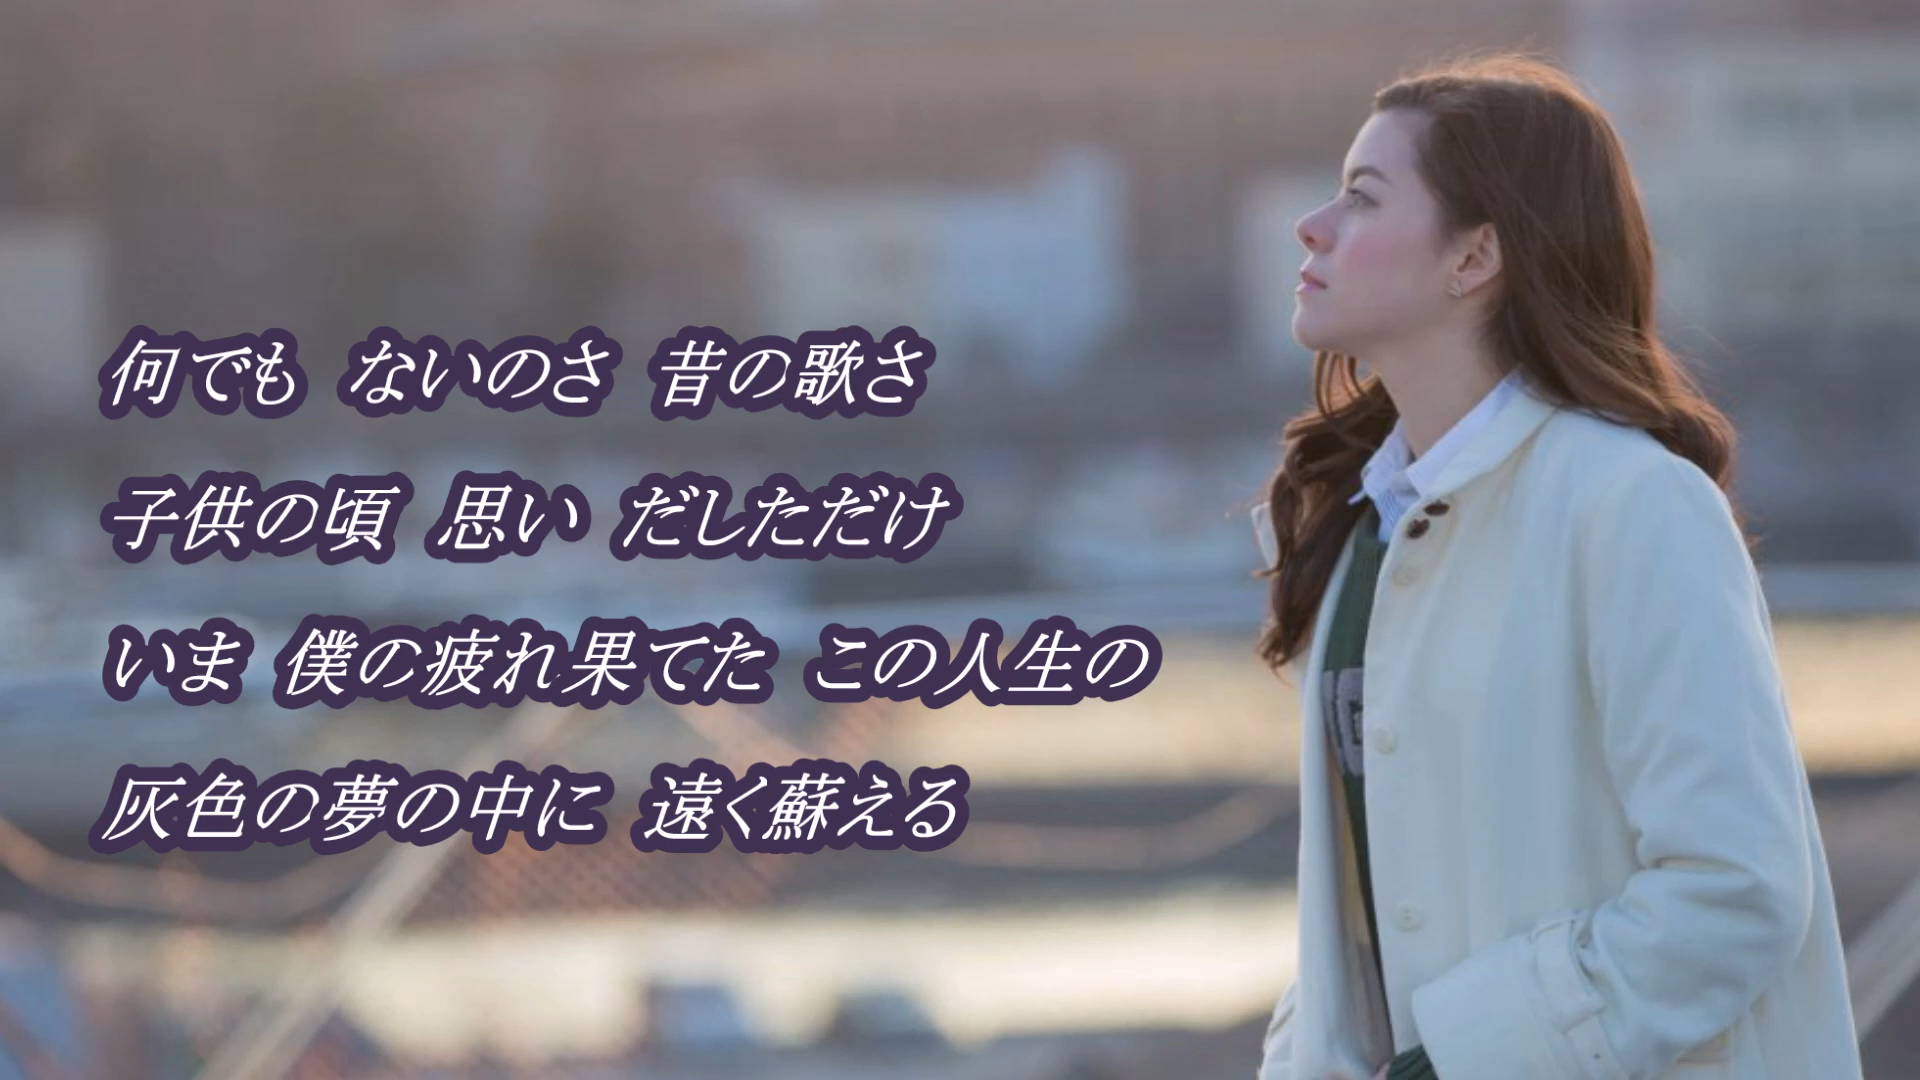 何でも ないのさ 昔の歌さ
子供の頃 思い だしただけ
いま 僕の疲れ果てた この人生の
灰色の夢の中に 遠く蘇える